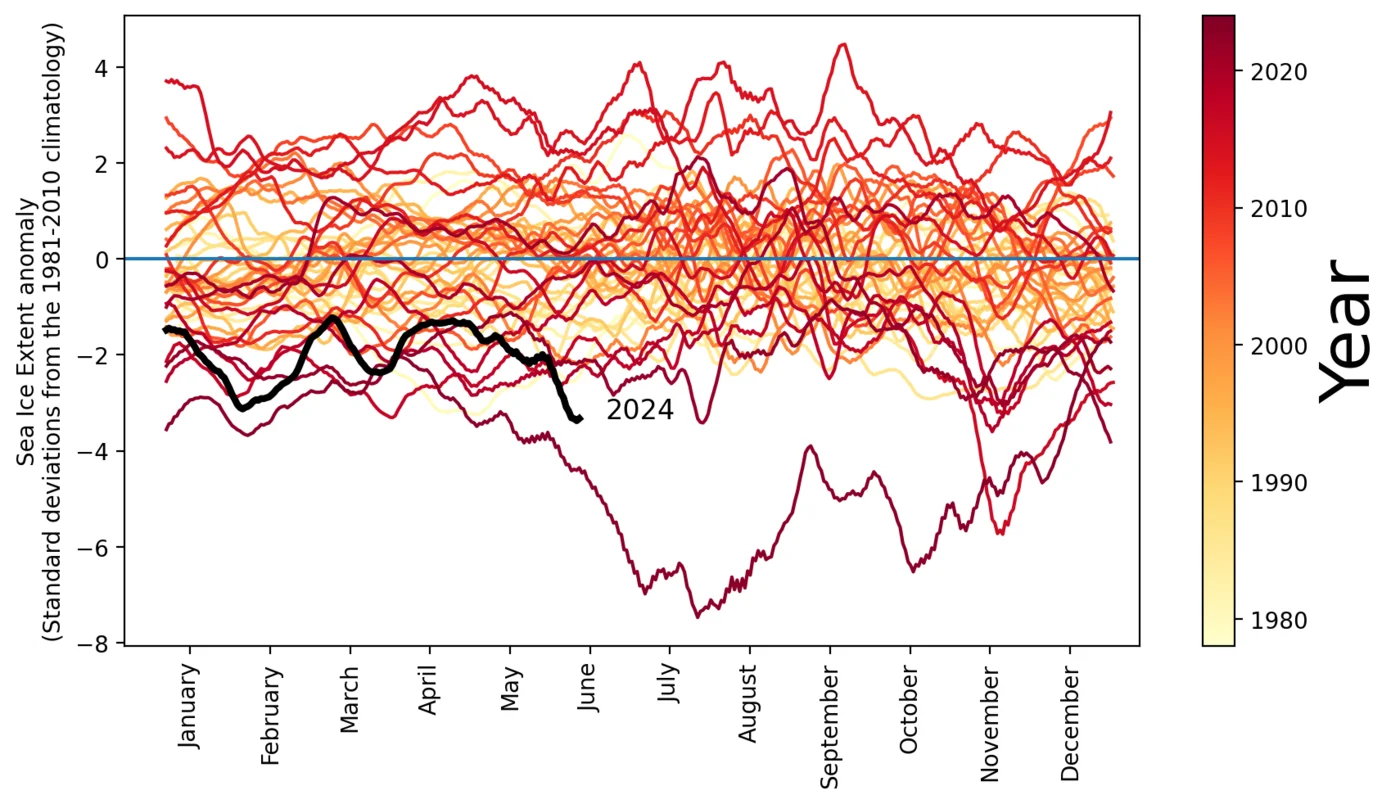 Sea Ice Extent anomaly
(Standard deviations from the 1981-2010 climatology)
4
2
0
−2
−4
−6
−8
2024
January
February
March
April
May
June
July
August
September
October
November
December
2020
2010
2000
1990
1980
Year